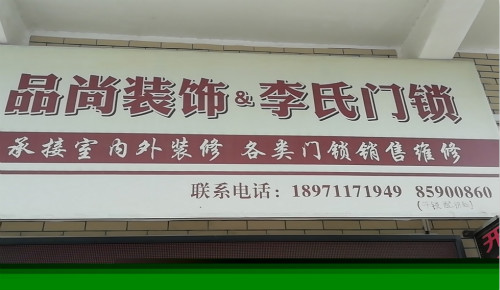 品尚装饰&李氏门锁
承接室内外装修 各类门锁销售维修
联系电话：18971171949 85900860
开